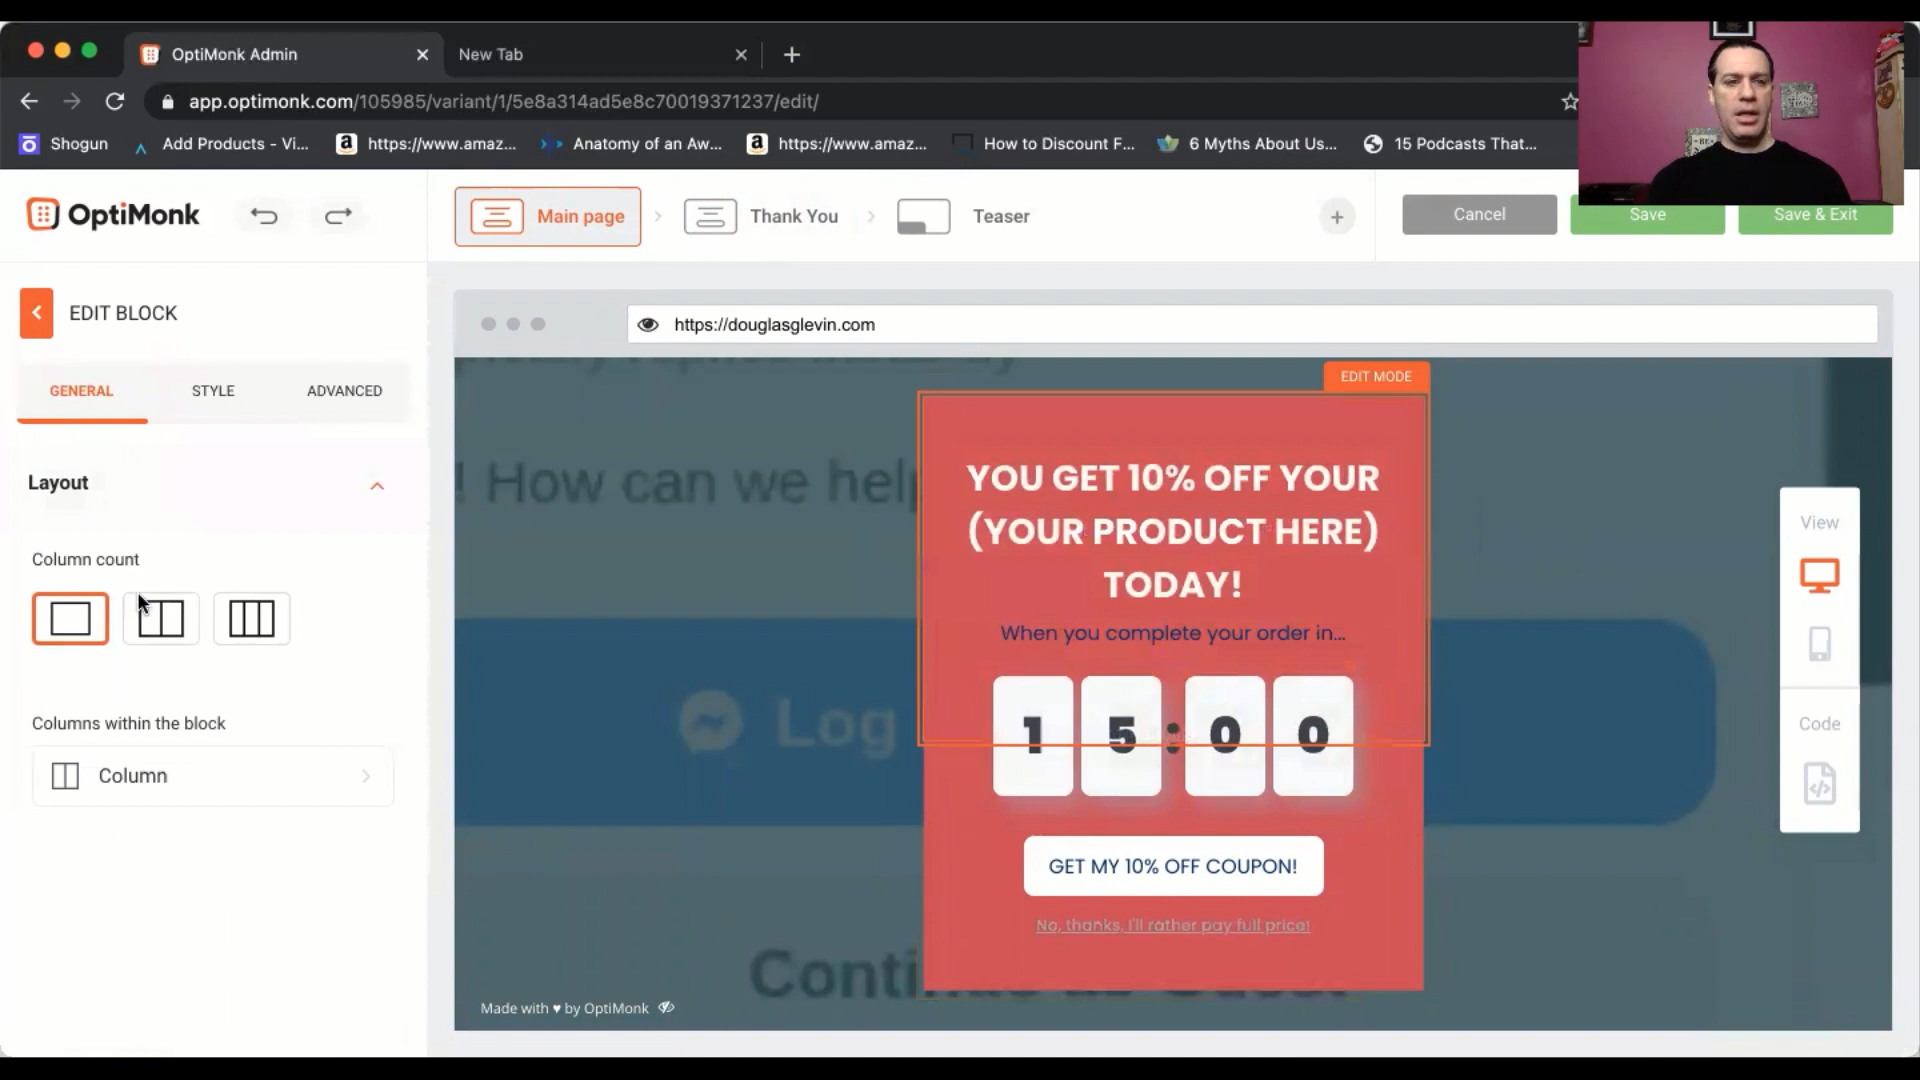 OptiMonk Admin
New Tab
app.optimonk.com/105985/variant/1/5e8a314ad5e8c70019371237/edit/
Shogun
Add Products - Vi...
https://www.amaz...
Anatomy of an Aw...
https://www.amaz...
How to Discount F...
6 Myths About Us...
15 Podcasts That...
OptiMonk
Main page
Thank You
Teaser
Cancel
Save
Save & Exit
EDIT BLOCK
GENERAL
STYLE
ADVANCED
Layout
Column count
Columns within the block
Column
https://douglasglevin.com
EDIT MODE
! How can we help
YOU GET 10% OFF YOUR
(YOUR PRODUCT HERE)
TODAY!
When you complete your order in...
15:00
Log
GET MY 10% OFF COUPON!
No, thanks, I'll rather pay full price!
Made with ♥ by OptiMonk
View
Code